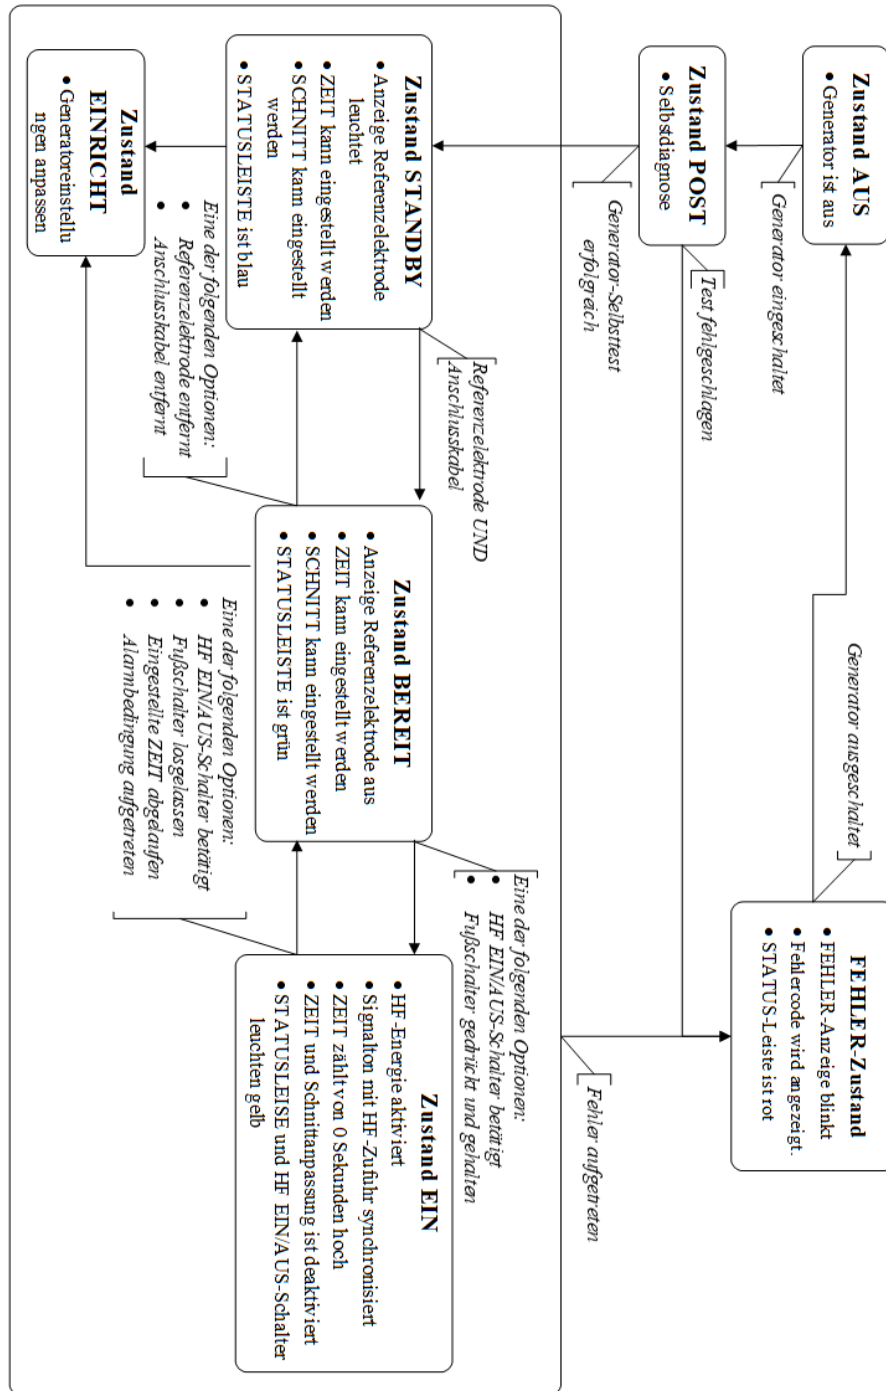 Zustand AUS
• Generator ist aus
Generator eingeschaltet
Zustand POST
• Selbstdiagnose
Test fehlgeschlagen
Generator-Selbsttest
erfolgreich
Generator ausgeschaltet
FEHLER-Zustand
• FEHLER-Anzeige blinkt
• Fehlercode wird angezeigt.
• STATUS-Leiste ist rot
Fehler aufgetreten
Zustand STANDBY
• Anzeige Referenzelektrode
leuchtet
• ZEIT kann eingestellt werden
• SCHNITT kann eingestellt
werden
• STATUSLEISTE ist blau
Referenzelektrode UND
Anschlusskabel
Zustand
EINRICHT
• Generatoreinstellu
ngen anpassen
Eine der folgenden Optionen:
• Referenzelektrode entfernt
• Anschlusskabel entfernt
Zustand BEREIT
• Anzeige Referenzelektrode aus
• ZEIT kann eingestellt werden
• SCHNITT kann eingestellt werden
• STATUSLEISTE ist grün
Eine der folgenden Optionen:
• HF EIN/AUS-Schalter betätigt
• Fußschalter gedrückt und gehalten
Eine der folgenden Optionen:
• HF EIN/AUS-Schalter betätigt
• Fußschalter losgelassen
• Eingestellte ZEIT abgelaufen
• Alarmbedingung aufgetreten
Zustand EIN
• HF-Energie aktiviert
• Signalton mit HF-Zufuhr synchronisiert
• ZEIT zählt von 0 Sekunden hoch
• ZEIT und Schnittanpassung ist deaktiviert
• STATUSLEISE und HF EIN/AUS-Schalter
leuchten gelb